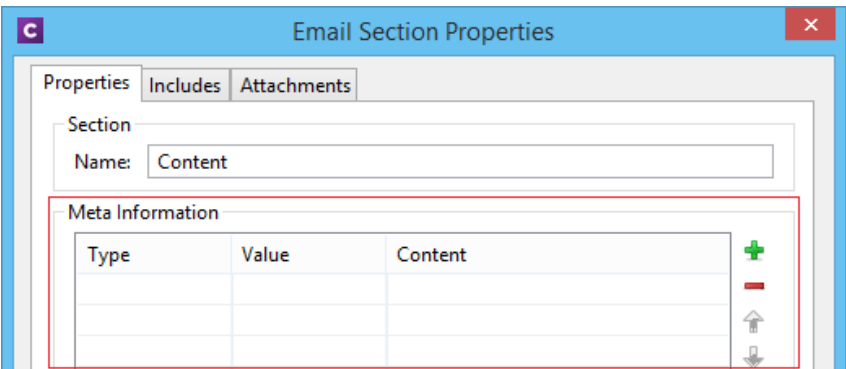 C
Email Section Properties
Properties Includes Attachments
Section
Name: Content
Meta Information
Type Value Content